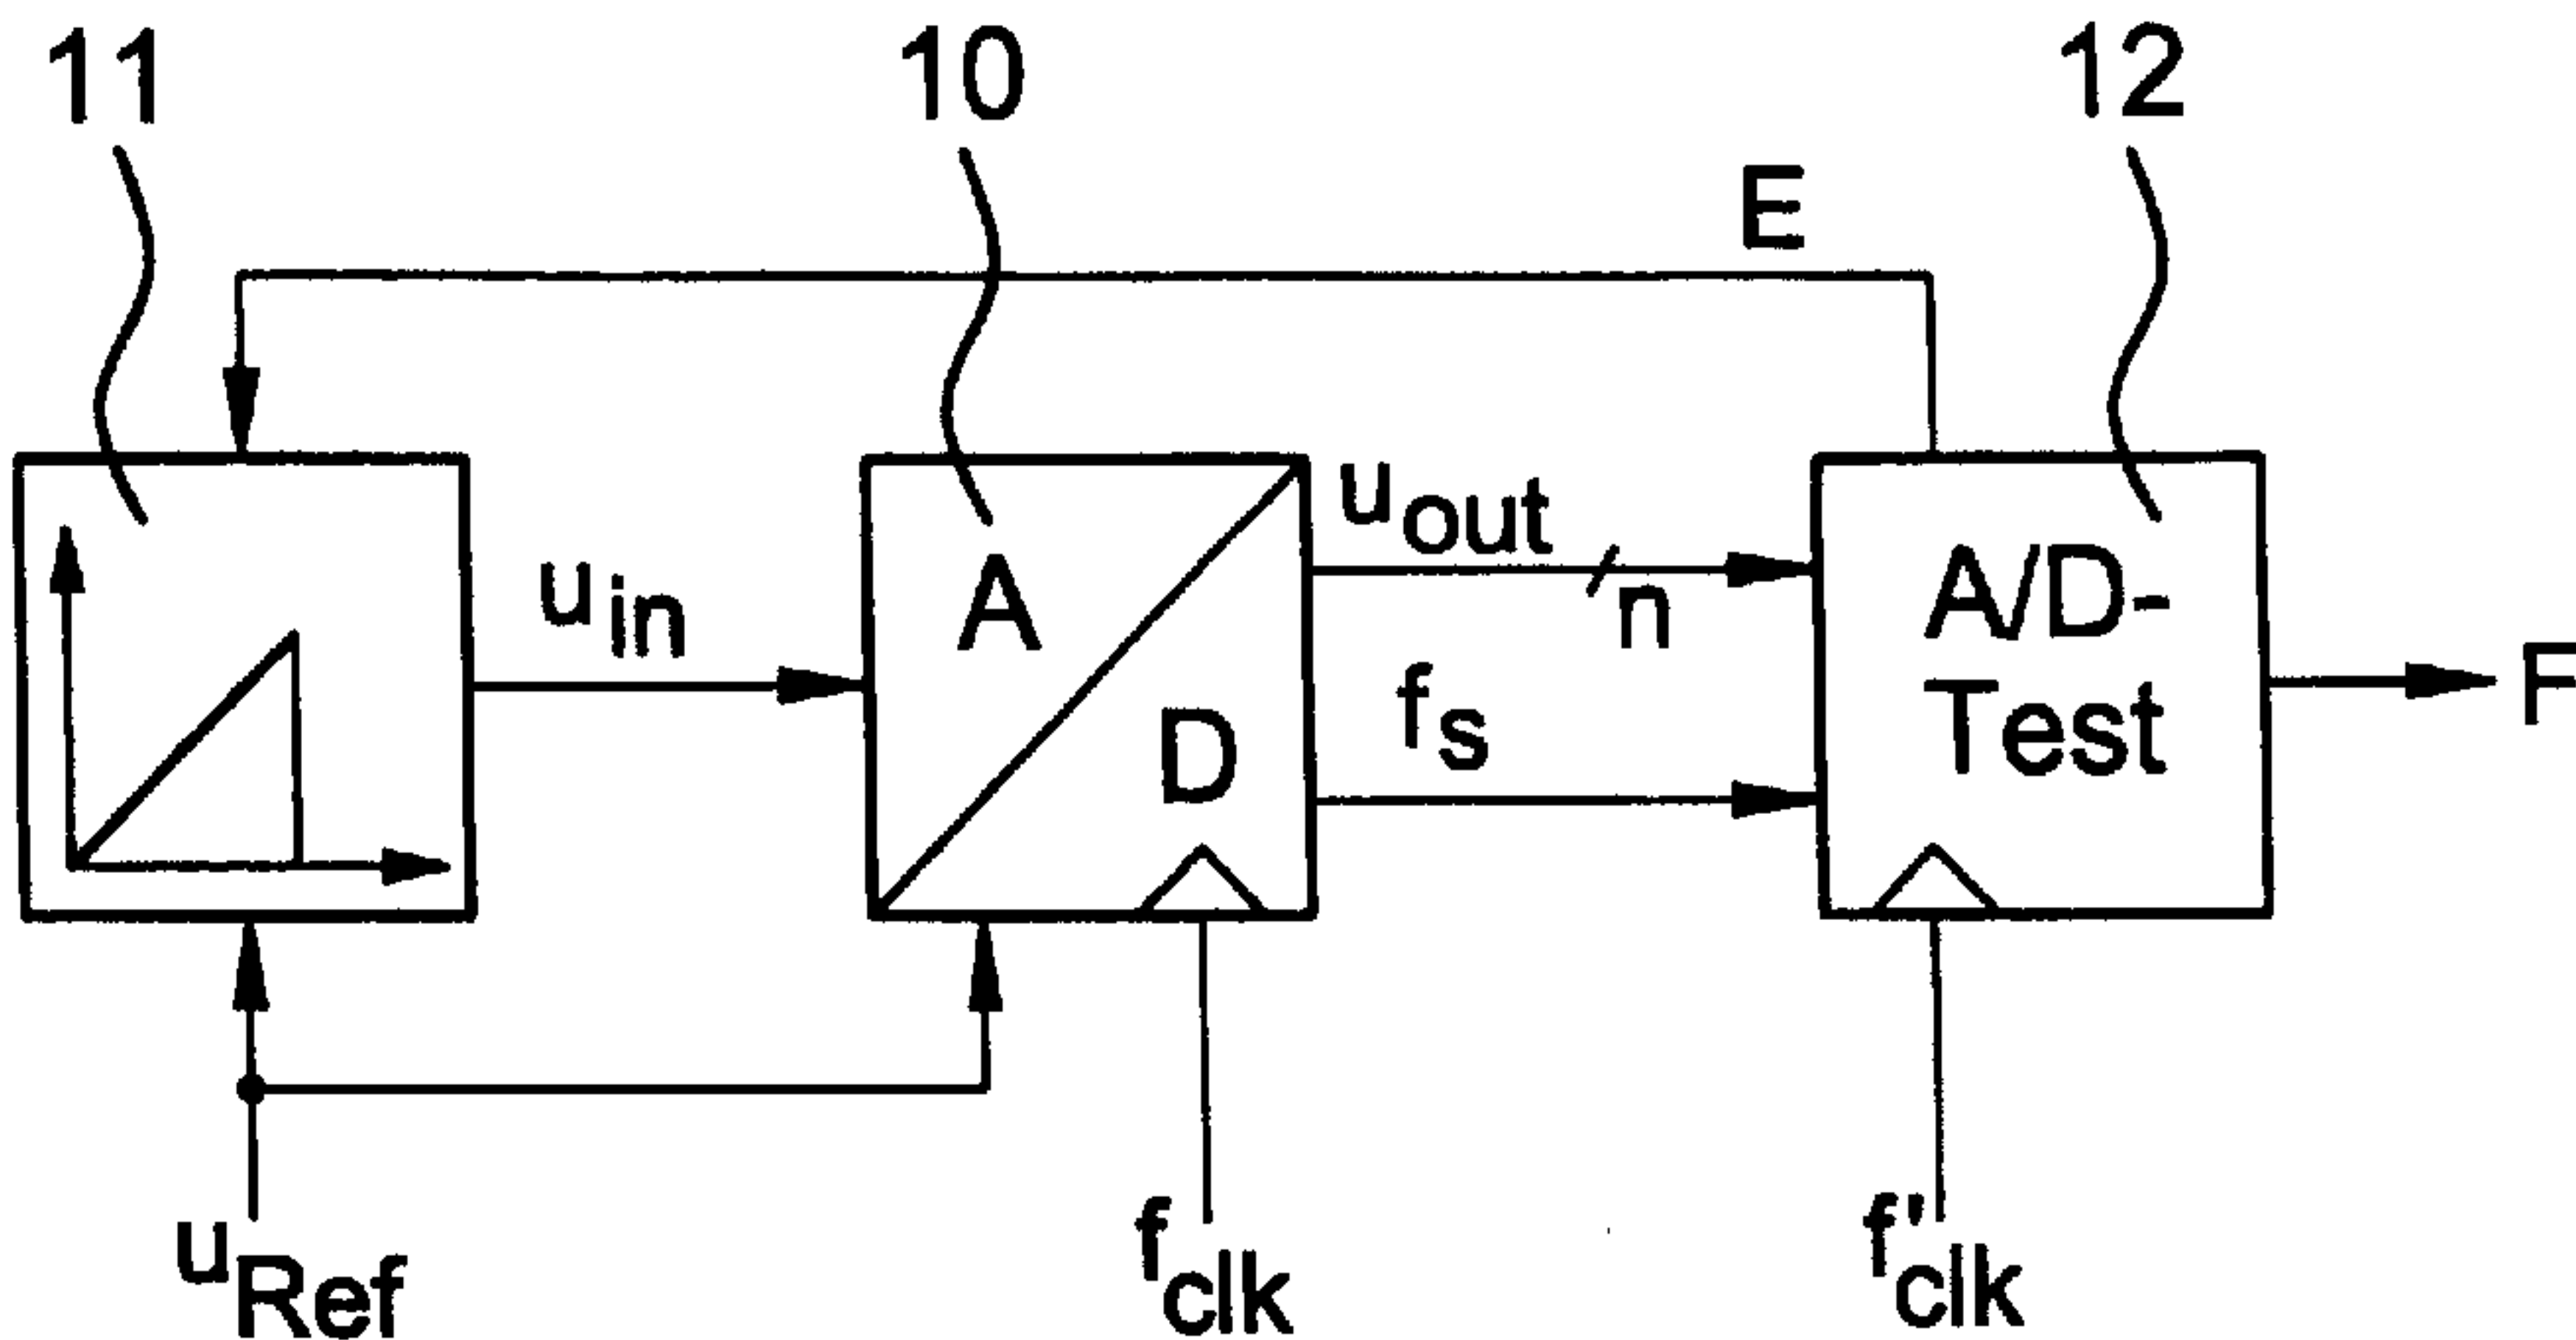 11
10
12
E
u_in
A
D
u_out
n
f_s
A/D-
Test
F
u_Ref
f_clk
f'_clk